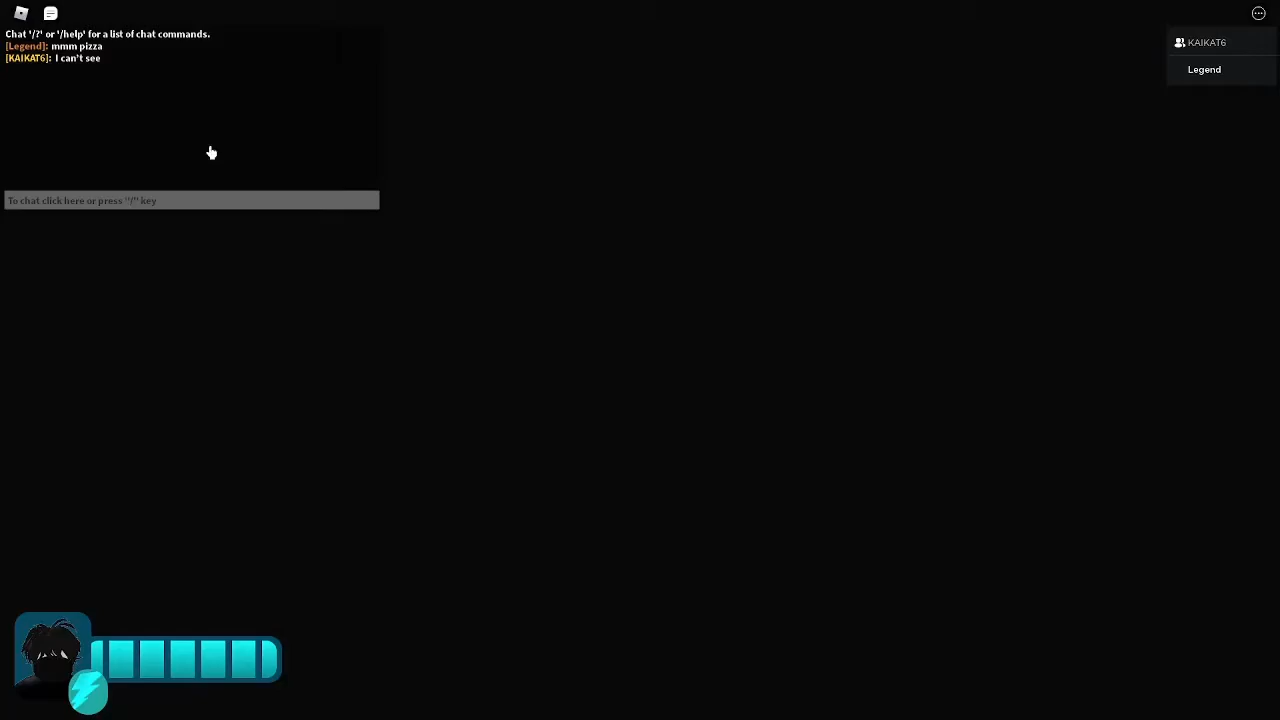 Chat '/?' or '/help' for a list of chat commands.
[Legend]: mmm pizza
[KAIKAT6]: I can't see
To chat click here or press "/" key
KAIKAT6
Legend